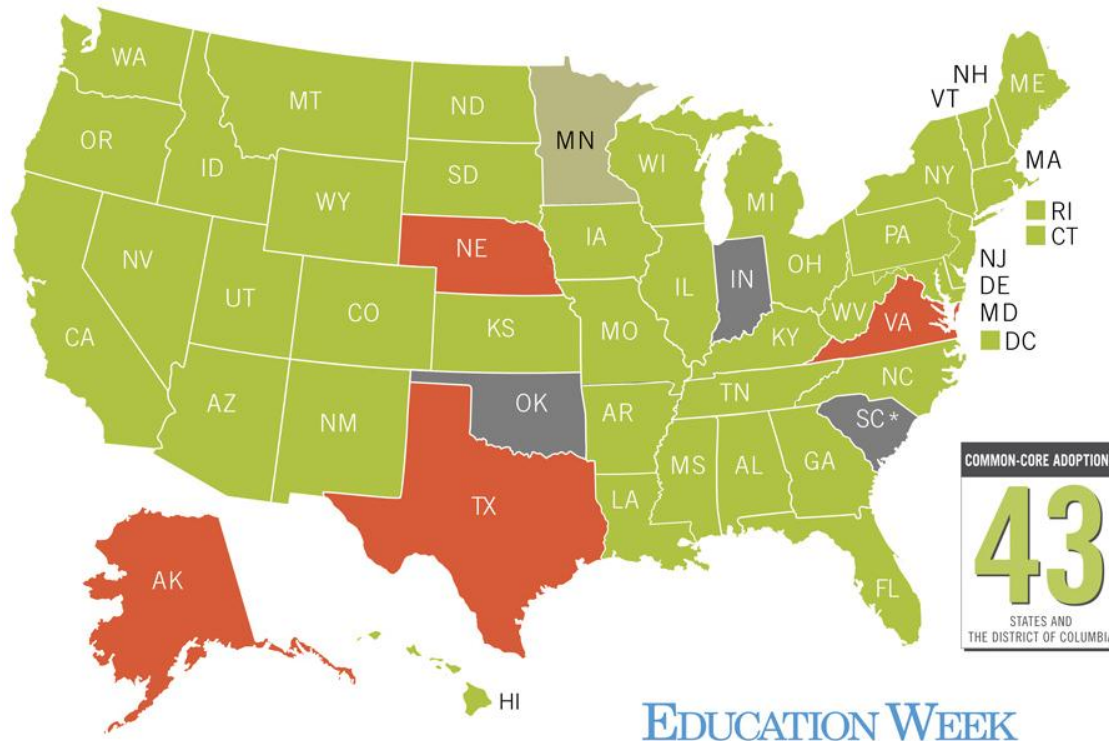 WA
MT
ND
MN
VT
NH
ME
OR
ID
SD
WI
MI
NY
MA
WY
RI
CT
NE
IA
PA
NV
UT
CO
IL
IN
OH
NJ
DE
MD
DC
CA
KS
MO
WV
VA
KY
AZ
NM
OK
AR
TN
NC
SC*
TX
MS
AL
GA
LA
FL
AK
HI
COMMON-CORE ADOPTION
43
STATES AND
THE DISTRICT OF COLUMBIA
EDUCATION WEEK